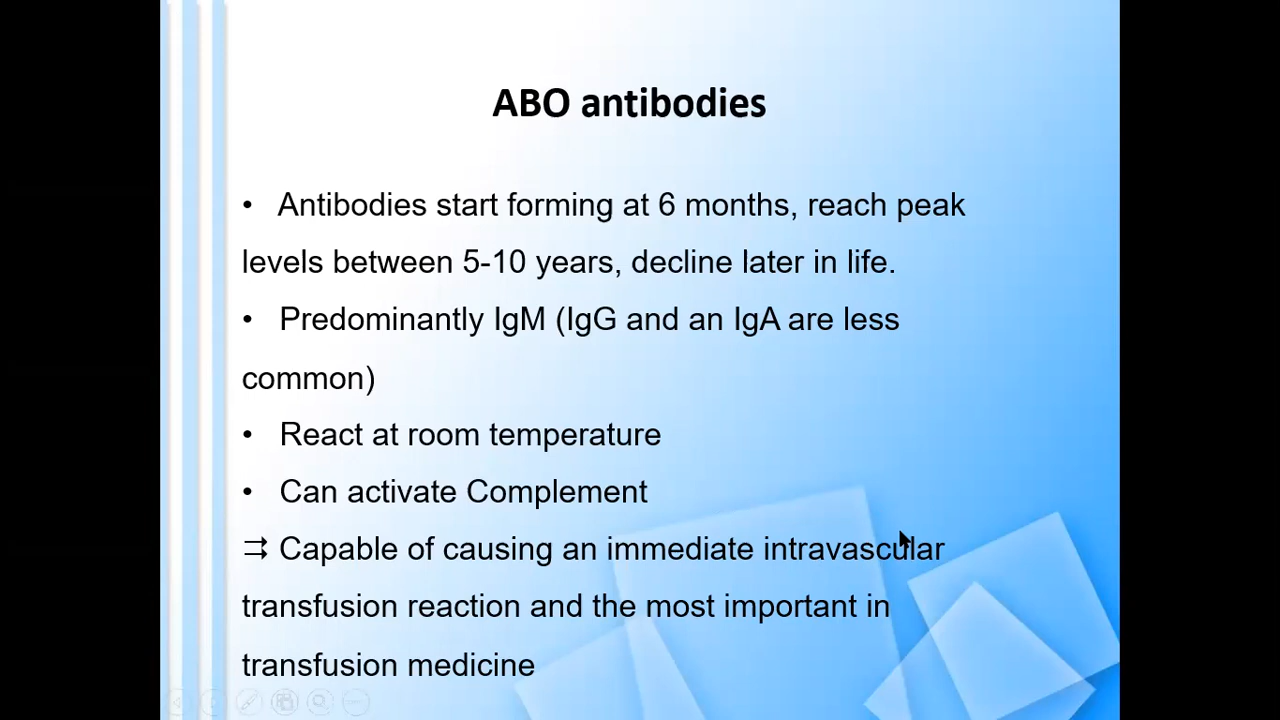 ABO antibodies
• Antibodies start forming at 6 months, reach peak
levels between 5-10 years, decline later in life.
• Predominantly IgM (IgG and an IgA are less
common)
• React at room temperature
• Can activate Complement
⇉ Capable of causing an immediate intravascular
transfusion reaction and the most important in
transfusion medicine